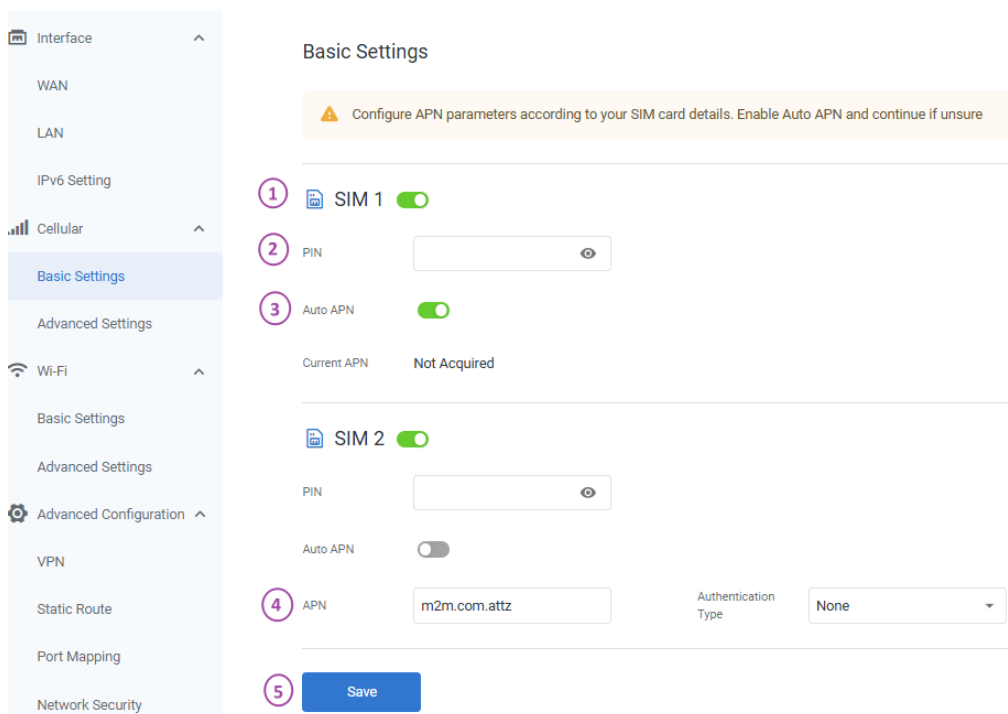 Interface
WAN
LAN
IPv6 Setting
Cellular
Basic Settings
Advanced Settings
Wi-Fi
Basic Settings
Advanced Settings
Advanced Configuration
VPN
Static Route
Port Mapping
Network Security
Basic Settings
Configure APN parameters according to your SIM card details. Enable Auto APN and continue if unsure
1 SIM 1
2 PIN
3 Auto APN
Current APN Not Acquired
SIM 2
PIN
Auto APN
4 APN m2m.com.attz Authentication Type None
5 Save